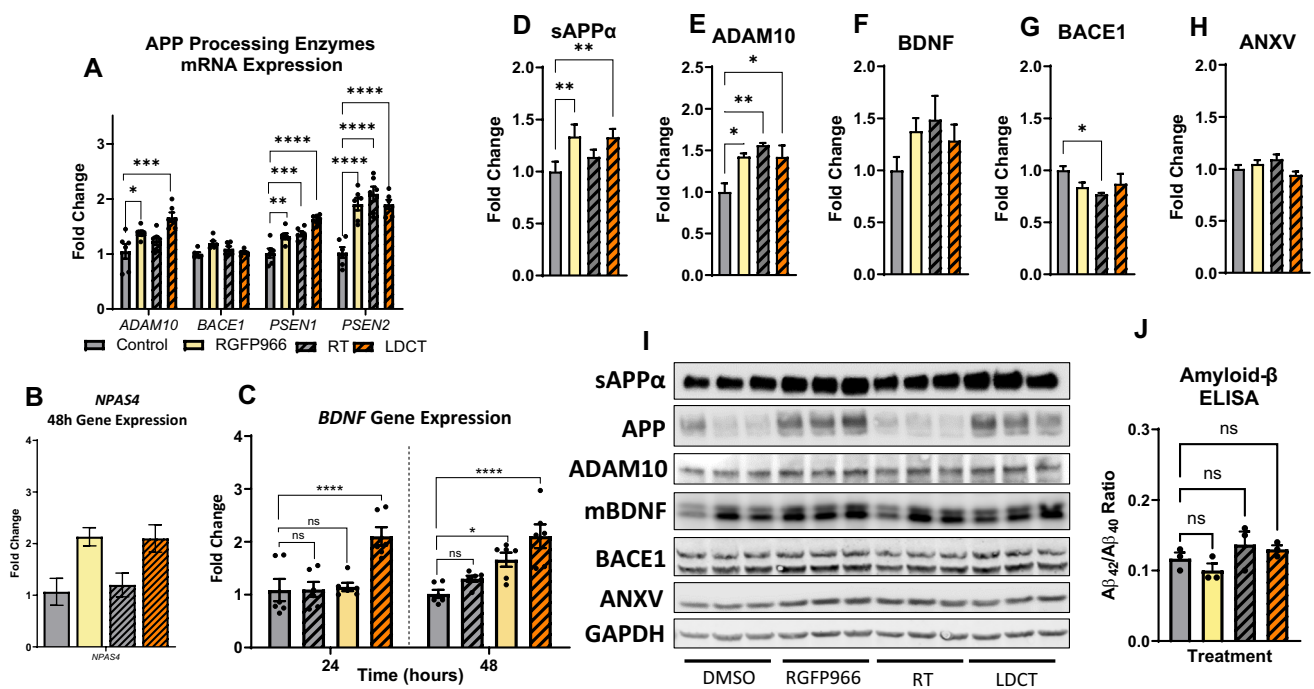 A
APP Processing Enzymes
mRNA Expression
Fold Change
3
2
1
0
*
***
**
***
****
****
****
****
ADAM10 BACE1 PSEN1 PSEN2
Control RGFP966 RT LDCT
B
NPAS4
48h Gene Expression
Fold Change
4
3
2
1
0
NPAS4
C
BDNF Gene Expression
Fold Change
4
3
2
1
0
ns
ns
****
ns
*
****
24 48
Time (hours)
D
sAPPα
Fold Change
2.0
1.5
1.0
0.5
0.0
**
**
E
ADAM10
Fold Change
2.5
2.0
1.5
1.0
0.5
0.0
*
**
*
F
BDNF
Fold Change
2.0
1.5
1.0
0.5
0.0
G
BACE1
Fold Change
2.0
1.5
1.0
0.5
0.0
*
H
ANXV
Fold Change
2.0
1.5
1.0
0.5
0.0
I
sAPPα
APP
ADAM10
mBDNF
BACE1
ANXV
GAPDH
DMSO RGFP966 RT LDCT
J
Amyloid-β
ELISA
Aβ42/Aβ40 Ratio
0.3
0.2
0.1
0.0
ns
ns
ns
Treatment